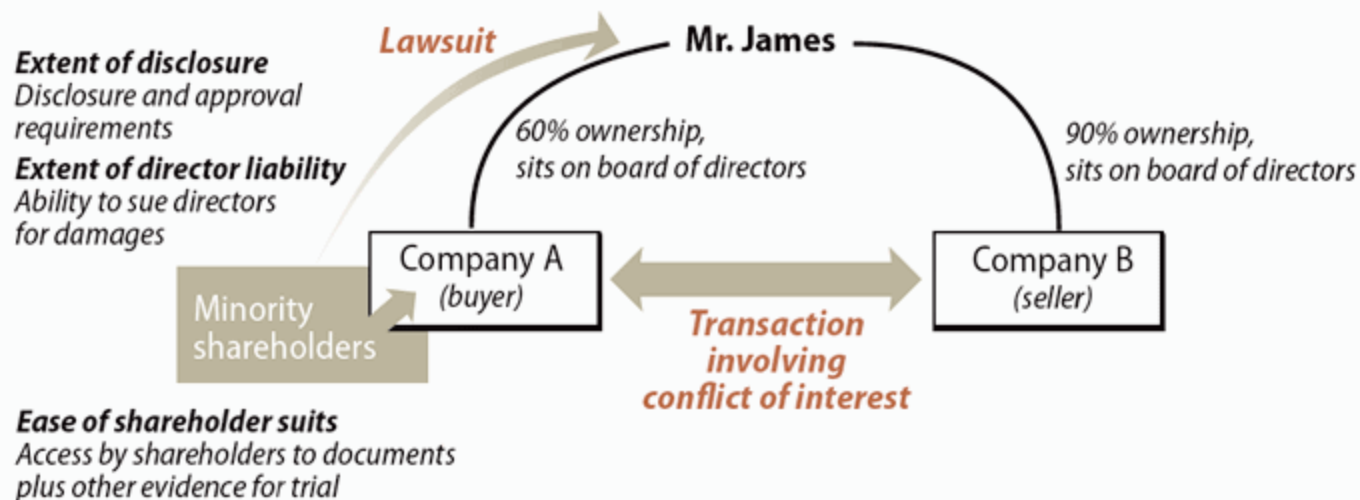 Lawsuit
Mr. James
Extent of disclosure
Disclosure and approval
requirements
Extent of director liability
Ability to sue directors
for damages
60% ownership,
sits on board of directors
90% ownership,
sits on board of directors
Company A
(buyer)
Company B
(seller)
Minority
shareholders
Transaction
involving
conflict of interest
Ease of shareholder suits
Access by shareholders to documents
plus other evidence for trial